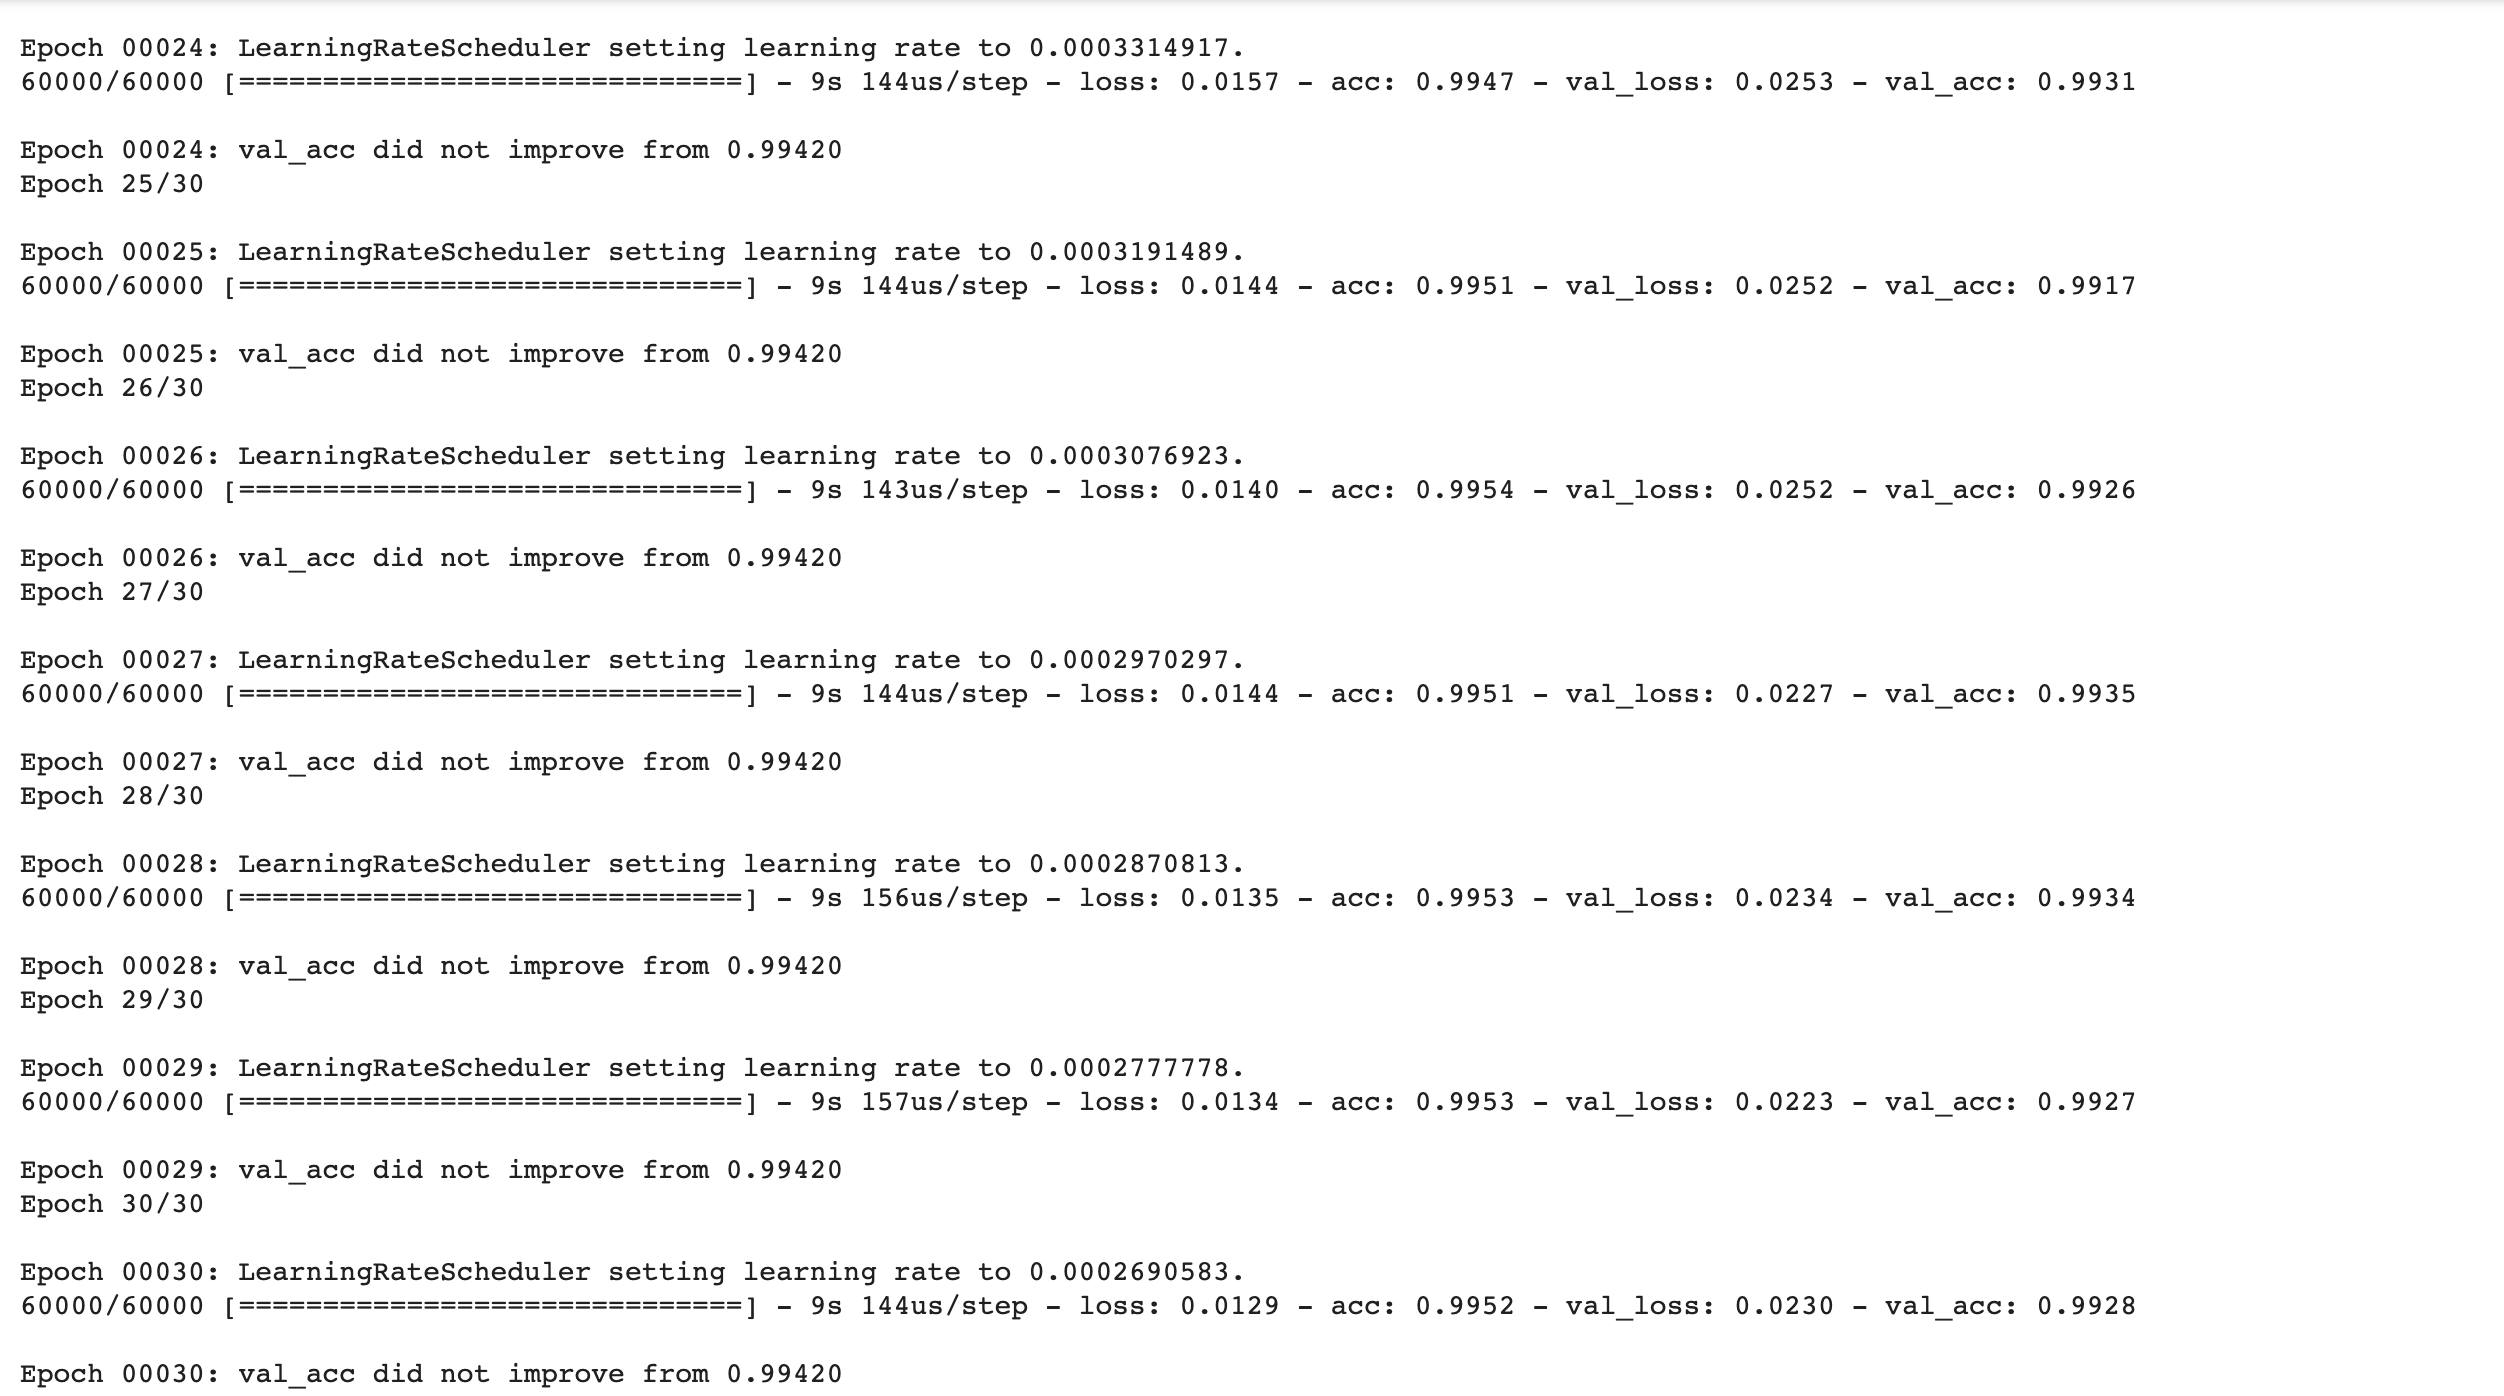 Epoch 00024: LearningRateScheduler setting learning rate to 0.0003314917.
60000/60000 [==============================] - 9s 144us/step - loss: 0.0157 - acc: 0.9947 - val_loss: 0.0253 - val_acc: 0.9931
Epoch 00024: val_acc did not improve from 0.99420
Epoch 25/30
Epoch 00025: LearningRateScheduler setting learning rate to 0.0003191489.
60000/60000 [==============================] - 9s 144us/step - loss: 0.0144 - acc: 0.9951 - val_loss: 0.0252 - val_acc: 0.9917
Epoch 00025: val_acc did not improve from 0.99420
Epoch 26/30
Epoch 00026: LearningRateScheduler setting learning rate to 0.0003076923.
60000/60000 [==============================] - 9s 143us/step - loss: 0.0140 - acc: 0.9954 - val_loss: 0.0252 - val_acc: 0.9926
Epoch 00026: val_acc did not improve from 0.99420
Epoch 27/30
Epoch 00027: LearningRateScheduler setting learning rate to 0.0002970297.
60000/60000 [==============================] - 9s 144us/step - loss: 0.0144 - acc: 0.9951 - val_loss: 0.0227 - val_acc: 0.9935
Epoch 00027: val_acc did not improve from 0.99420
Epoch 28/30
Epoch 00028: LearningRateScheduler setting learning rate to 0.0002870813.
60000/60000 [==============================] - 9s 156us/step - loss: 0.0135 - acc: 0.9953 - val_loss: 0.0234 - val_acc: 0.9934
Epoch 00028: val_acc did not improve from 0.99420
Epoch 29/30
Epoch 00029: LearningRateScheduler setting learning rate to 0.0002777778.
60000/60000 [==============================] - 9s 157us/step - loss: 0.0134 - acc: 0.9953 - val_loss: 0.0223 - val_acc: 0.9927
Epoch 00029: val_acc did not improve from 0.99420
Epoch 30/30
Epoch 00030: LearningRateScheduler setting learning rate to 0.0002690583.
60000/60000 [==============================] - 9s 144us/step - loss: 0.0129 - acc: 0.9952 - val_loss: 0.0230 - val_acc: 0.9928
Epoch 00030: val_acc did not improve from 0.99420